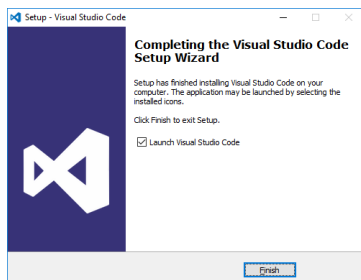 Setup - Visual Studio Code
Completing the Visual Studio Code
Setup Wizard
Setup has finished installing Visual Studio Code on your
computer. The application may be launched by selecting the
installed icons.
Click Finish to exit Setup.
Launch Visual Studio Code
Finish